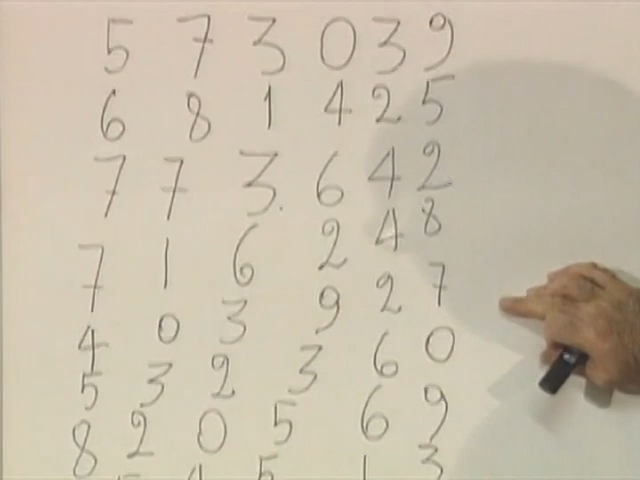 5 7 3 0 3 9
6 8 1 4 2 5
7 7 3 6 4 2
7 1 6 2 4 8
4 0 3 9 2 7
5 3 2 3 6 0
8 2 0 5 6 9